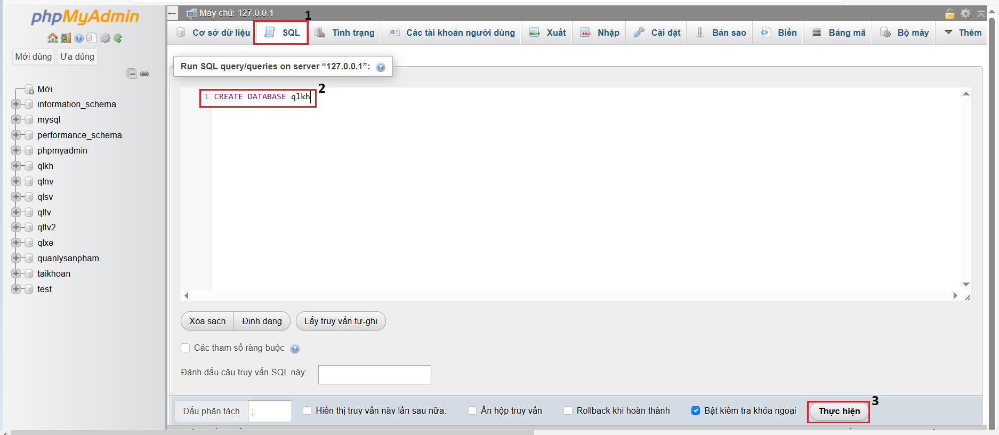 phpMyAdmin
Mới dùng
Ưa dùng
Mới
information_schema
mysql
performance_schema
phpmyadmin
qlkh
qlnv
qlsv
qltv
qltv2
qlxe
quanlysanpham
taikhoan
test
Máy chủ: 127.0.0.1
1
Cơ sở dữ liệu
SQL
Tình trạng
Các tài khoản người dùng
Xuất
Nhập
Cài đặt
Bản sao
Biến
Bảng mã
Bộ máy
Thêm
Run SQL query/queries on server “127.0.0.1”:
2
1 CREATE DATABASE qlkh
Xóa sạch
Định dạng
Lấy truy vấn tự-ghi
Các tham số ràng buộc
Đánh dấu câu truy vấn SQL này:
Dấu phân tách
;
Hiển thị truy vấn này lần sau nữa.
Ẩn hộp truy vấn
Rollback khi hoàn thành
Bật kiểm tra khóa ngoại
Thực hiện
3